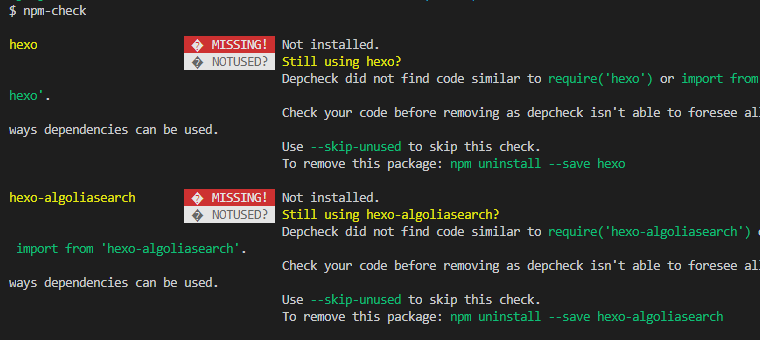 $ npm-check
hexo � MISSING! Not installed.
� NOTUSED? Still using hexo?
Depcheck did not find code similar to require('hexo') or import from
hexo'.
Check your code before removing as depcheck isn't able to foresee all
ways dependencies can be used.
Use --skip-unused to skip this check.
To remove this package: npm uninstall --save hexo
hexo-algoliasearch � MISSING! Not installed.
� NOTUSED? Still using hexo-algoliasearch?
Depcheck did not find code similar to require('hexo-algoliasearch')
import from 'hexo-algoliasearch'.
Check your code before removing as depcheck isn't able to foresee all
ways dependencies can be used.
Use --skip-unused to skip this check.
To remove this package: npm uninstall --save hexo-algoliasearch